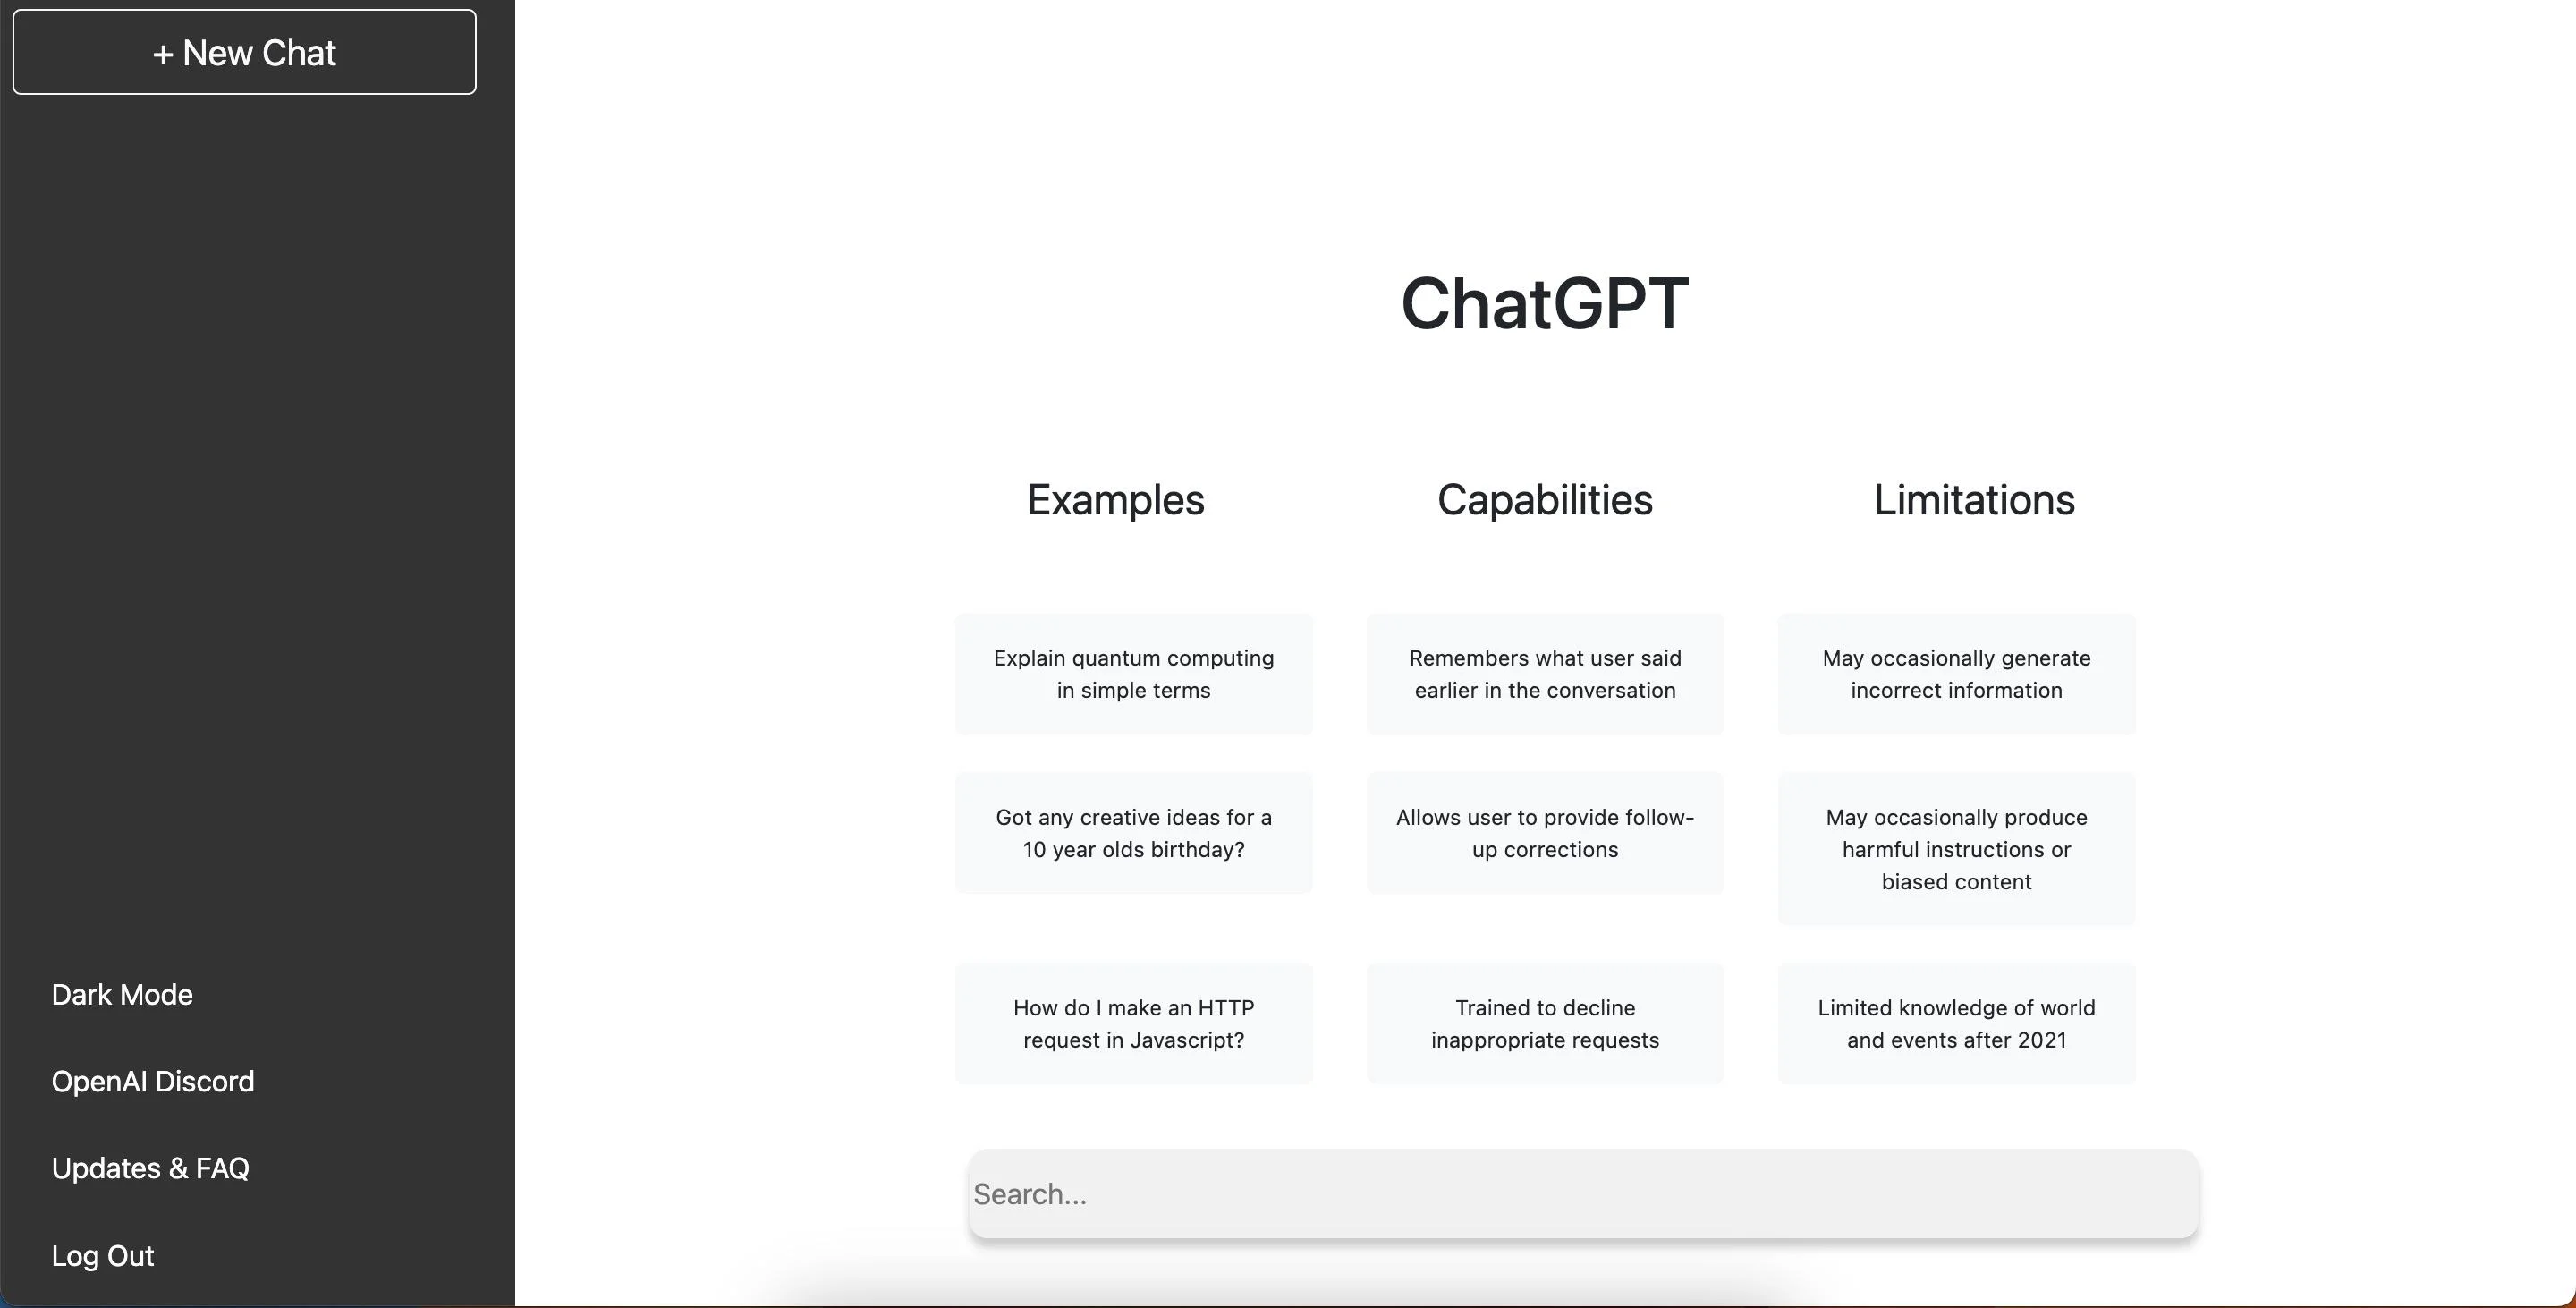 + New Chat
Dark Mode
OpenAI Discord
Updates & FAQ
Log Out
ChatGPT
Examples
Capabilities
Limitations
Explain quantum computing
in simple terms
Remembers what user said
earlier in the conversation
May occasionally generate
incorrect information
Got any creative ideas for a
10 year olds birthday?
Allows user to provide follow-
up corrections
May occasionally produce
harmful instructions or
biased content
How do I make an HTTP
request in Javascript?
Trained to decline
inappropriate requests
Limited knowledge of world
and events after 2021
Search...